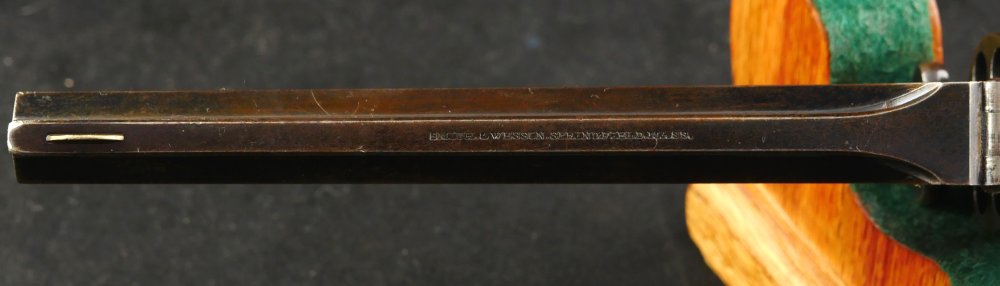 SMITH & WESSON. SPRINGFIELD. MASS.